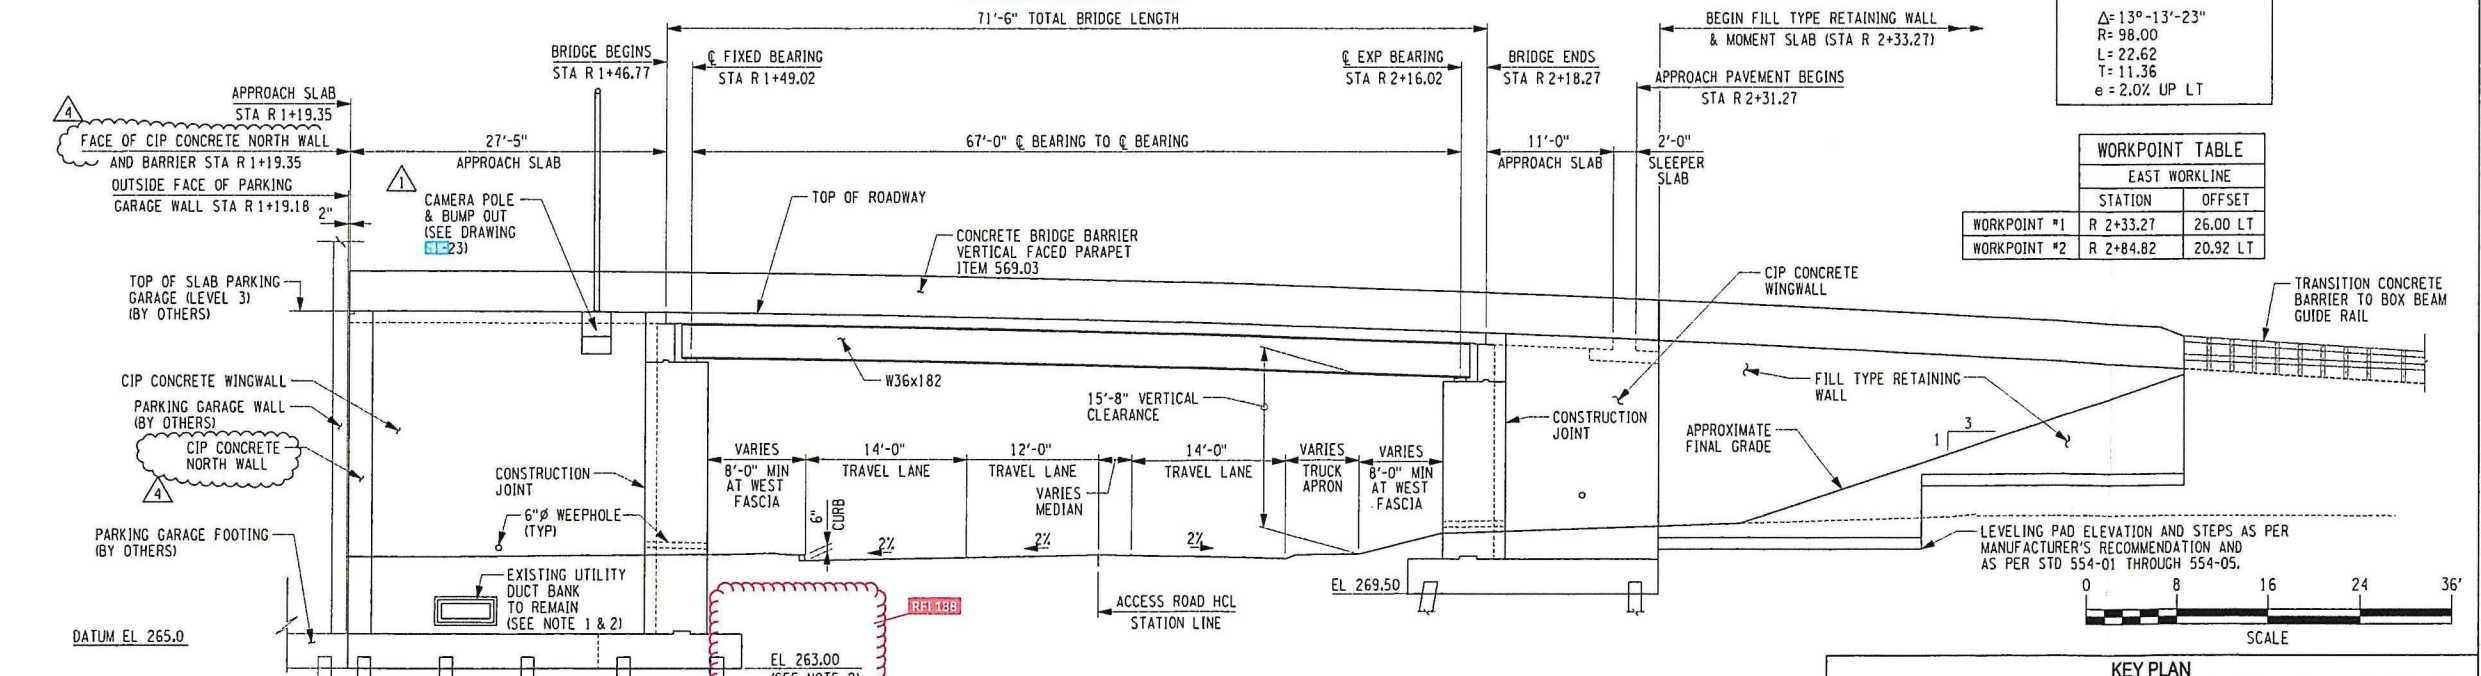 71'-6" TOTAL BRIDGE LENGTH
BRIDGE BEGINS
STA R 1+46.77
℄ FIXED BEARING
STA R 1+49.02
℄ EXP BEARING
STA R 2+16.02
BRIDGE ENDS
STA R 2+18.27
BEGIN FILL TYPE RETAINING WALL
& MOMENT SLAB (STA R 2+33.27)
APPROACH PAVEMENT BEGINS
STA R 2+31.27
Δ= 13°-13'-23"
R= 98.00
L= 22.62
T= 11.36
e = 2.0% UP LT
APPROACH SLAB
STA R 1+19.35
4
FACE OF CIP CONCRETE NORTH WALL
AND BARRIER STA R 1+19.35
OUTSIDE FACE OF PARKING
GARAGE WALL STA R 1+19.18
2"
27'-5"
APPROACH SLAB
67'-0" ℄ BEARING TO ℄ BEARING
11'-0"
APPROACH SLAB
2'-0"
SLEEPER
SLAB
WORKPOINT TABLE
EAST WORKLINE
STATION OFFSET
WORKPOINT #1 R 2+33.27 26.00 LT
WORKPOINT #2 R 2+84.82 20.92 LT
1
CAMERA POLE
& BUMP OUT
(SEE DRAWING
23)
TOP OF ROADWAY
CONCRETE BRIDGE BARRIER
VERTICAL FACED PARAPET
ITEM 569.03
CIP CONCRETE
WINGWALL
TRANSITION CONCRETE
BARRIER TO BOX BEAM
GUIDE RAIL
TOP OF SLAB PARKING
GARAGE (LEVEL 3)
(BY OTHERS)
CIP CONCRETE WINGWALL
PARKING GARAGE WALL
(BY OTHERS)
CIP CONCRETE
NORTH WALL
4
W36x182
15'-8" VERTICAL
CLEARANCE
FILL TYPE RETAINING
WALL
CONSTRUCTION
JOINT
APPROXIMATE
FINAL GRADE
1
3
CONSTRUCTION
JOINT
6"Ø WEEPHOLE
(TYP)
VARIES
8'-0" MIN
AT WEST
FASCIA
14'-0"
TRAVEL LANE
12'-0"
TRAVEL LANE
VARIES
MEDIAN
14'-0"
TRAVEL LANE
VARIES
TRUCK
APRON
VARIES
8'-0" MIN
AT WEST
FASCIA
6"
CURB
2%
2%
2%
PARKING GARAGE FOOTING
(BY OTHERS)
EXISTING UTILITY
DUCT BANK
TO REMAIN
(SEE NOTE 1 & 2)
RFI 188
ACCESS ROAD HCL
STATION LINE
EL 269.50
LEVELING PAD ELEVATION AND STEPS AS PER
MANUFACTURER'S RECOMMENDATION AND
AS PER STD 554-01 THROUGH 554-05.
0 8 16 24 36'
SCALE
DATUM EL 265.0
EL 263.00
KEY PLAN